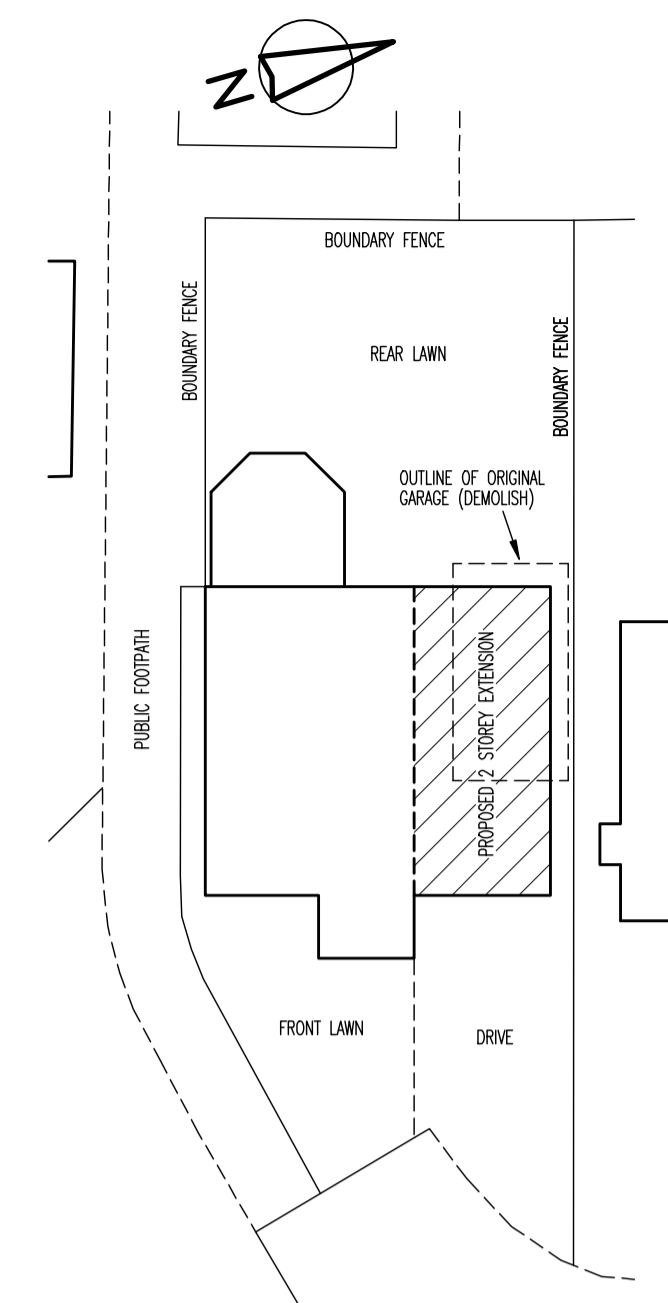 N
BOUNDARY FENCE
BOUNDARY FENCE
BOUNDARY FENCE
REAR LAWN
OUTLINE OF ORIGINAL
GARAGE (DEMOLISH)
PUBLIC FOOTPATH
PROPOSED 2 STOREY EXTENSION
FRONT LAWN
DRIVE